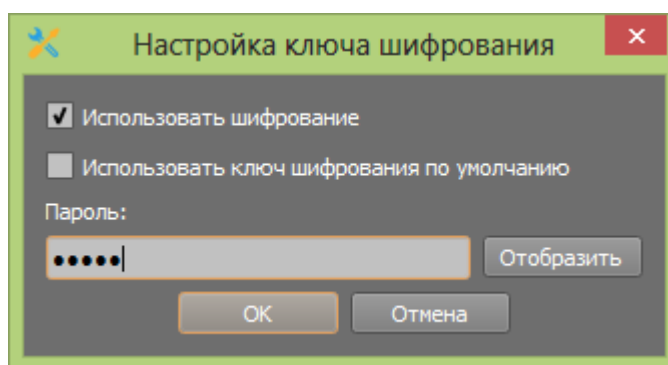 Настройка ключа шифрования
Использовать шифрование
Использовать ключ шифрования по умолчанию
Пароль:
•••••
Отобразить
OK
Отмена